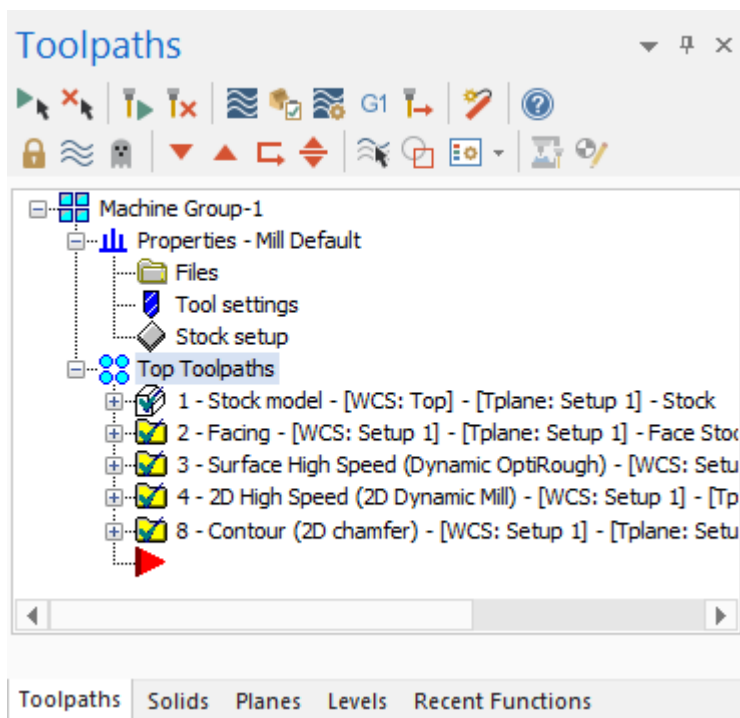 Toolpaths
G1
Machine Group-1
Properties - Mill Default
Files
Tool settings
Stock setup
Top Toolpaths
1 - Stock model - [WCS: Top] - [Tplane: Setup 1] - Stock
2 - Facing - [WCS: Setup 1] - [Tplane: Setup 1] - Face Stoc
3 - Surface High Speed (Dynamic OptiRough) - [WCS: Setu
4 - 2D High Speed (2D Dynamic Mill) - [WCS: Setup 1] - [Tp
8 - Contour (2D chamfer) - [WCS: Setup 1] - [Tplane: Setu
Toolpaths Solids Planes Levels Recent Functions